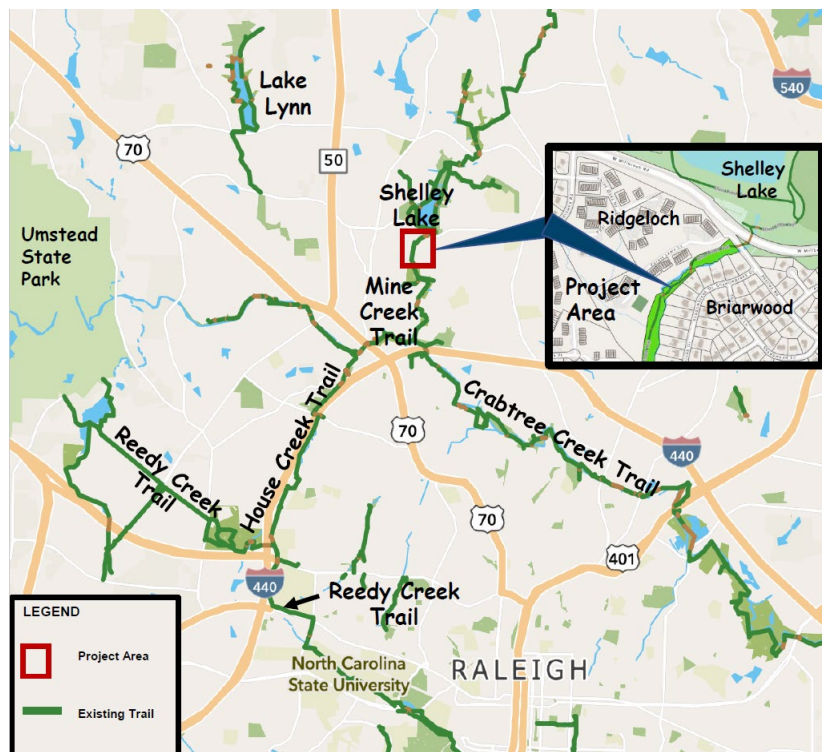 Lake
Lynn
540
70
50
Shelley
Lake
Shelley
Lake
Ridgeloch
Umstead
State
Park
Mine
Creek
Trail
Project
Area
Briarwood
Crabtree Creek Trail
House Creek Trail
Reedy Creek
Trail
70
440
70
401
440
Reedy Creek
Trail
LEGEND
Project Area
Existing Trail
North Carolina
State University
RALEIGH